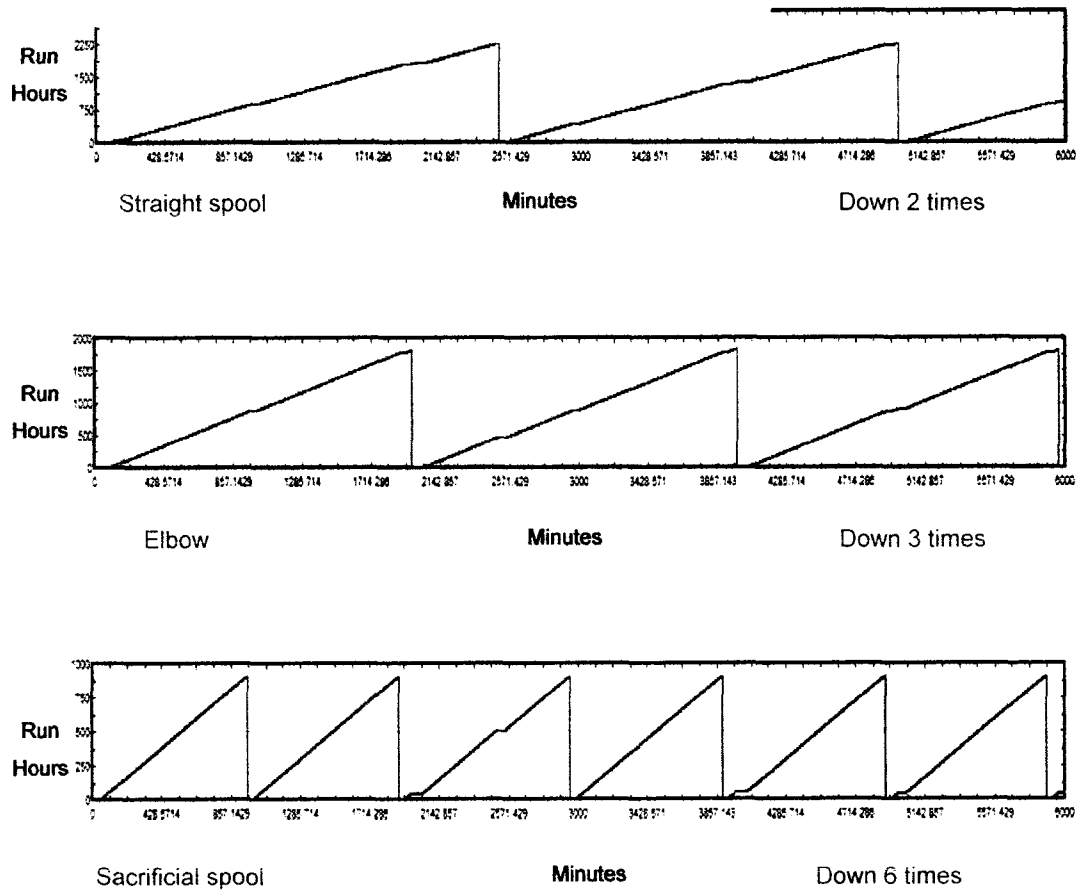 Run
Hours
2250
1500
750
0
0 428.5714 857.1429 1285.714 1714.286 2142.857 2571.429 3000 3428.571 3857.143 4285.714 4714.286 5142.857 5571.429 6000
Straight spool Minutes Down 2 times
Run
Hours
2000
1500
1000
500
0
0 428.5714 857.1429 1285.714 1714.286 2142.857 2571.429 3000 3428.571 3857.143 4285.714 4714.286 5142.857 5571.429 6000
Elbow Minutes Down 3 times
Run
Hours
1000
750
500
250
0
0 428.5714 857.1429 1285.714 1714.286 2142.857 2571.429 3000 3428.571 3857.143 4285.714 4714.286 5142.857 5571.429 6000
Sacrificial spool Minutes Down 6 times